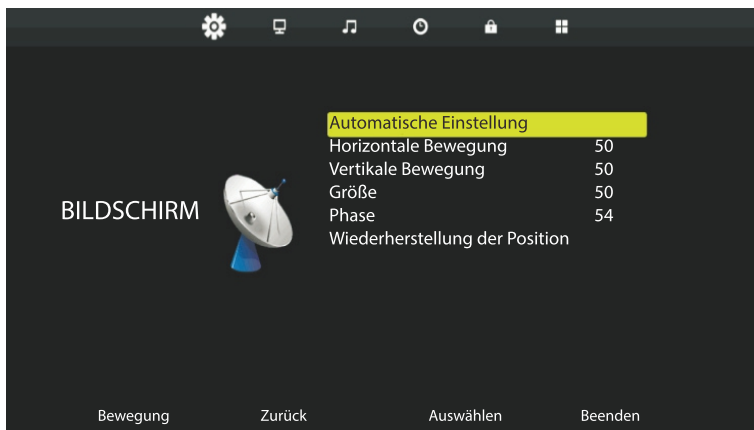 Automatische Einstellung
Horizontale Bewegung 50
Vertikale Bewegung 50
Größe 50
BILDSCHIRM
Phase 54
Wiederherstellung der Position
Bewegung Zurück Auswählen Beenden